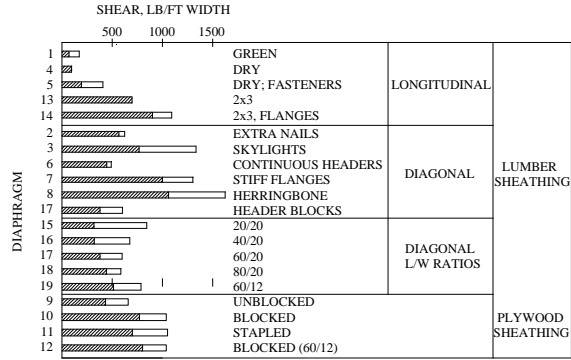 SHEAR, LB/FT WIDTH
500 1000 1500
DIAPHRAGM
1 GREEN
4 DRY
5 DRY; FASTENERS
13 2x3
14 2x3, FLANGES
LONGITUDINAL
2 EXTRA NAILS
3 SKYLIGHTS
6 CONTINUOUS HEADERS
7 STIFF FLANGES
8 HERRINGBONE
17 HEADER BLOCKS
DIAGONAL
15 20/20
16 40/20
17 60/20
18 80/20
19 60/12
DIAGONAL
L/W RATIOS
LUMBER
SHEATHING
9 UNBLOCKED
10 BLOCKED
11 STAPLED
12 BLOCKED (60/12)
PLYWOOD
SHEATHING